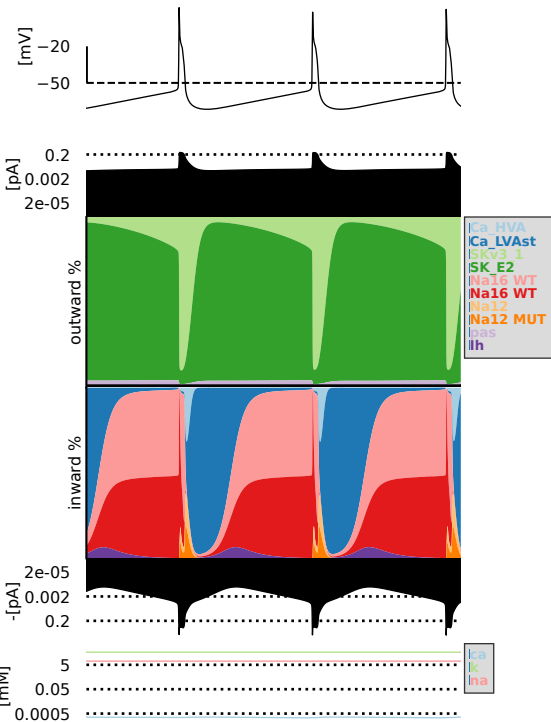 [mV]
−20
−50
[pA]
0.2
0.002
2e-05
outward %
Ca_HVA
Ca_LVAst
SKv3_1
SK_E2
Na16 WT
Na16 WT
Na12
Na12 MUT
pas
Ih
inward %
-[pA]
2e-05
0.002
0.2
[mM]
5
0.05
0.0005
ca
k
na